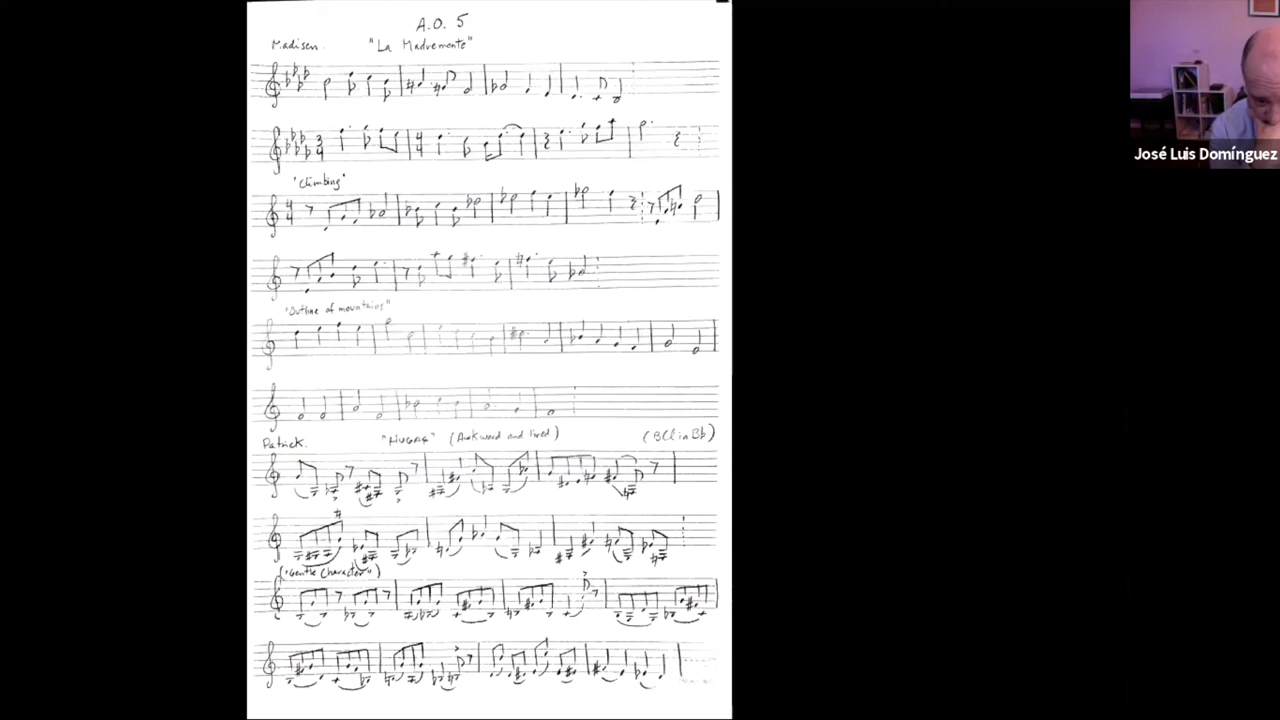 A.O. 5
Madisen. "La Madremonte"
"Climbing"
"Outline of mountains"
Patrick. (Awkward and tired) (BCl in Bb)
("Gentle Character")
José Luis Domínguez